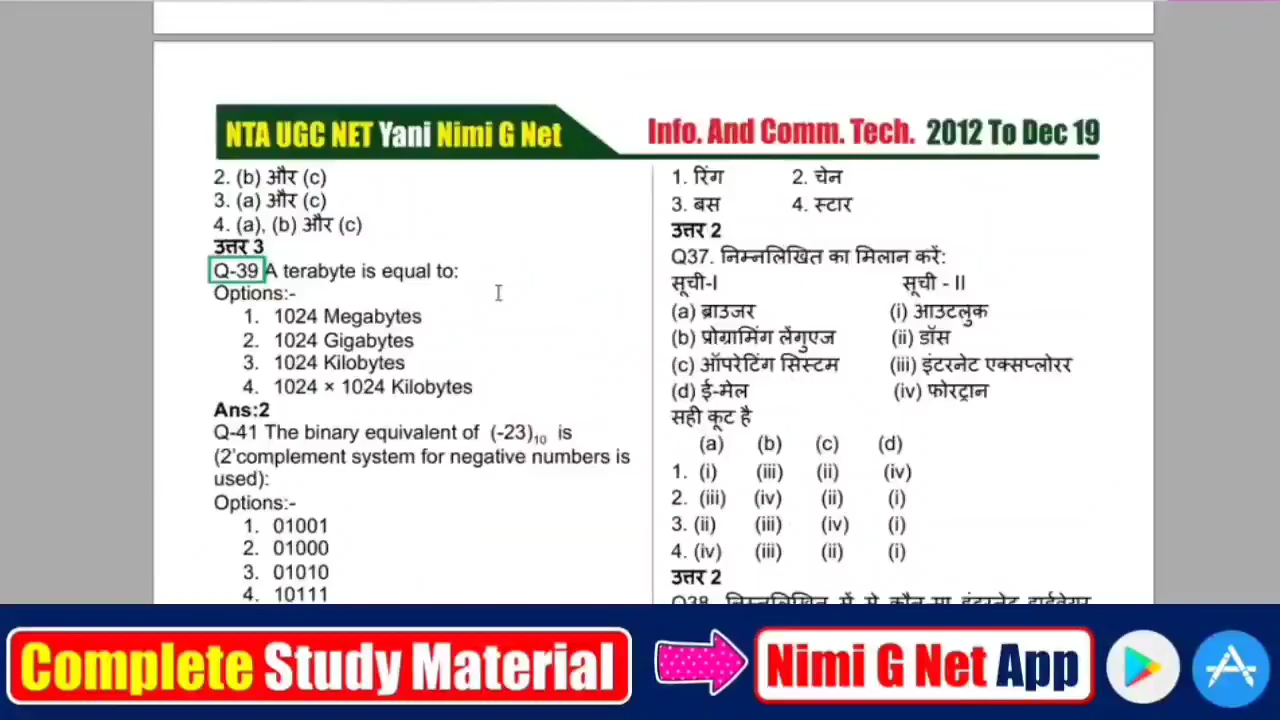 NTA UGC NET Yani Nimi G Net
Info. And Comm. Tech. 2012 To Dec 19
2. (b) और (c)
3. (a) और (c)
4. (a), (b) और (c)
उत्तर 3
Q-39 A terabyte is equal to:
Options:-
1. 1024 Megabytes
2. 1024 Gigabytes
3. 1024 Kilobytes
4. 1024 × 1024 Kilobytes
Ans:2
Q-41 The binary equivalent of (-23)₁₀ is
(2'complement system for negative numbers is
used):
Options:-
1. 01001
2. 01000
3. 01010
4. 10111
1. रिंग 2. चेन
3. बस 4. स्टार
उत्तर 2
Q37. निम्नलिखित का मिलान करें:
सूची-I सूची - II
(a) ब्राउजर (i) आउटलुक
(b) प्रोग्रामिंग लेंगुएज (ii) डॉस
(c) ऑपरेटिंग सिस्टम (iii) इंटरनेट एक्सप्लोरर
(d) ई-मेल (iv) फोरट्रान
सही कूट है
(a) (b) (c) (d)
1. (i) (iii) (ii) (iv)
2. (iii) (iv) (ii) (i)
3. (ii) (iii) (iv) (i)
4. (iv) (iii) (ii) (i)
उत्तर 2
Q38. निम्नलिखित में से कौन सा इंटरनेट
Complete Study Material
Nimi G Net App